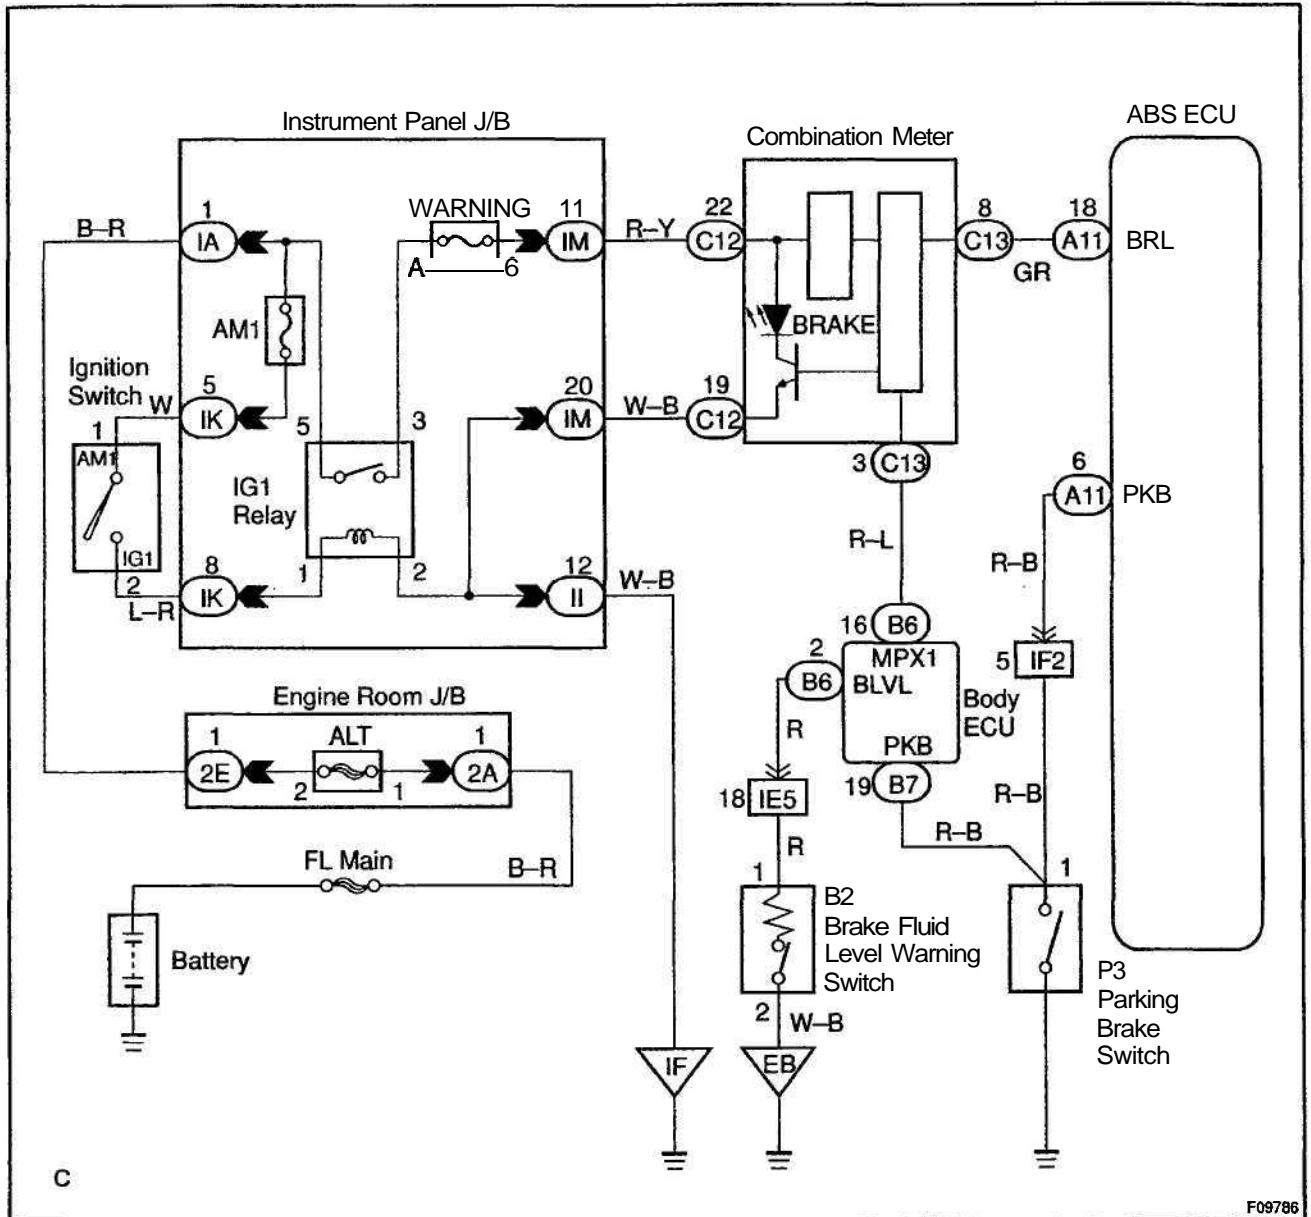 ABS ECU
Instrument Panel J/B
Combination Meter
1
WARNING
11
22
8
18
B–R
IA
IM
R–Y
C12
C13
A11
BRL
A
6
GR
AM1
BRAKE
Ignition
Switch
W
5
IK
20
IM
W–B
19
C12
1
AM1
5
3
3
C13
6
A11
PKB
IG1
Relay
IG1
2
L–R
8
IK
1
2
12
II
W–B
R–L
R–B
16
B6
2
B6
MPX1
BLVL
5
IF2
Body
ECU
Engine Room J/B
1
ALT
1
R
PKB
2E
2
1
2A
19
B7
18
IE5
R–B
R–B
FL Main
B–R
R
1
1
B2
Brake Fluid
Level Warning
Switch
Battery
P3
Parking
Brake
Switch
2
W–B
IF
EB
C
F09786